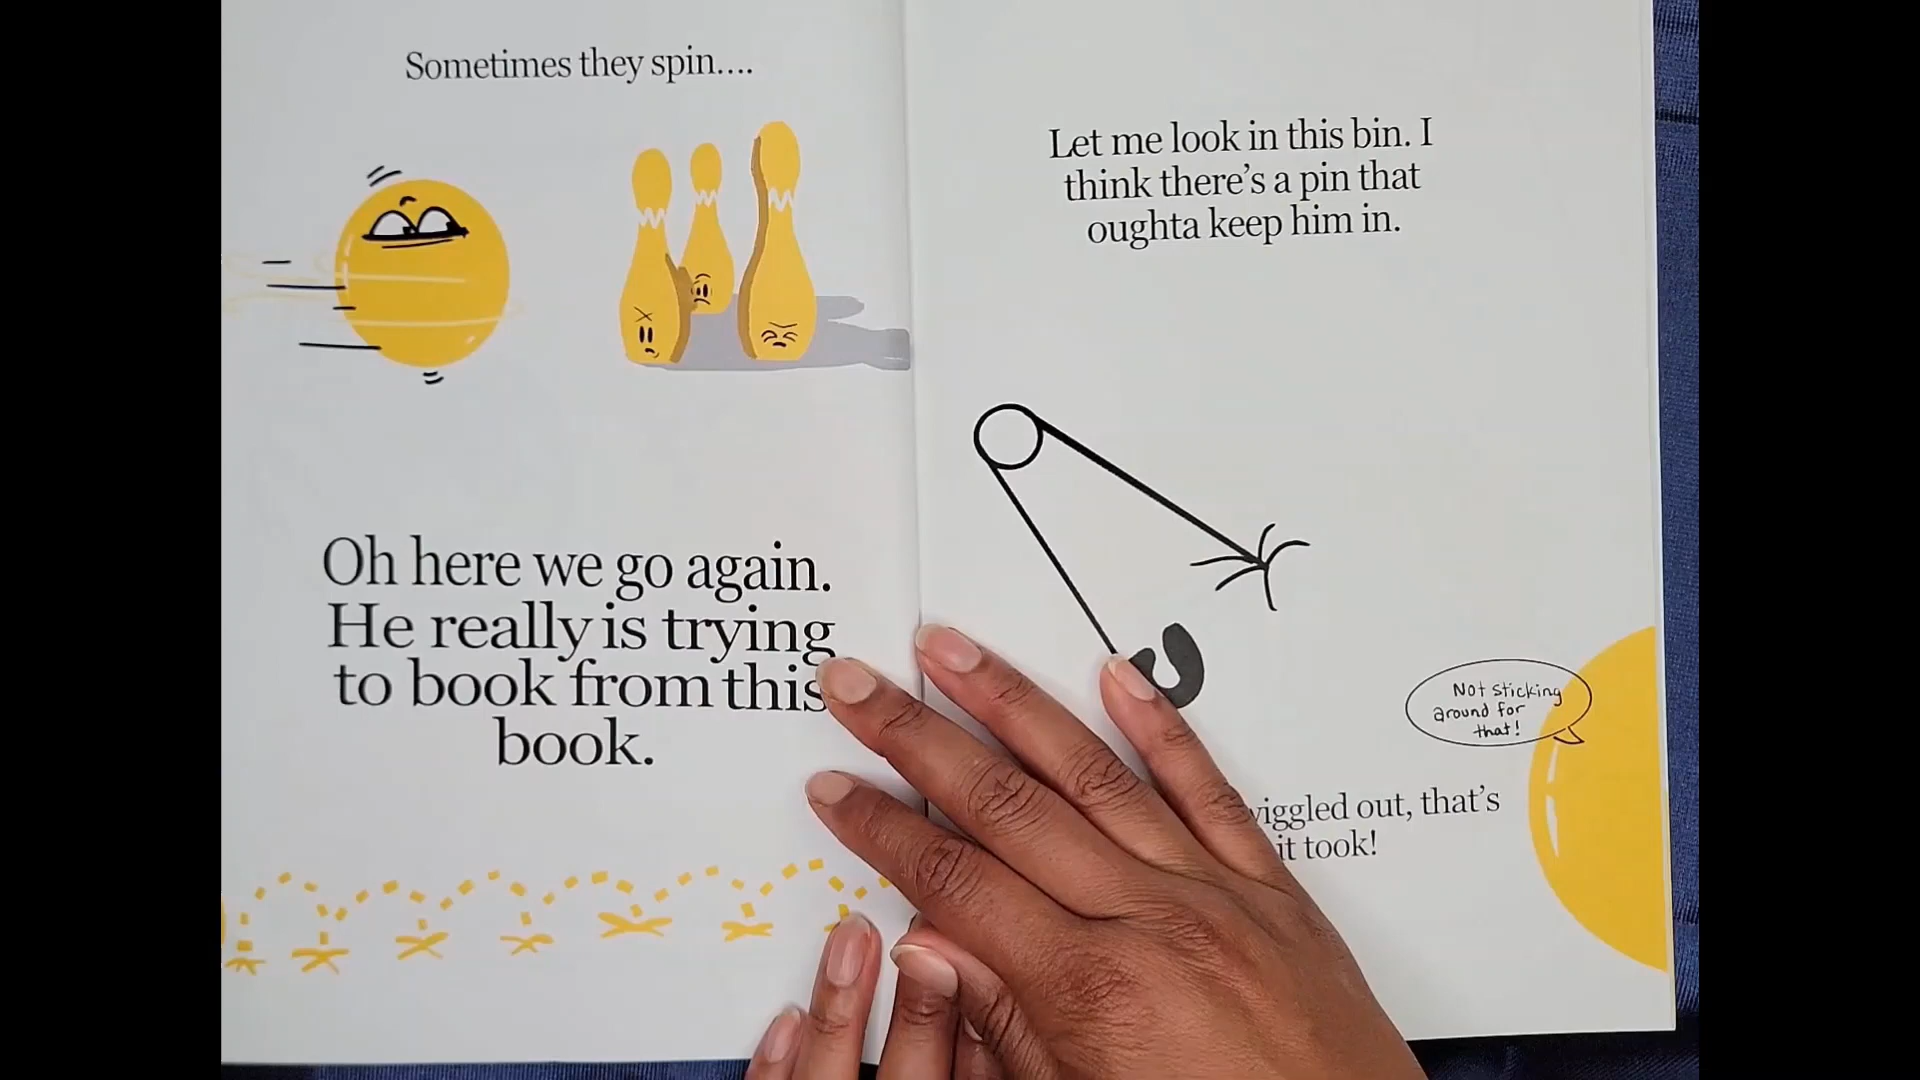 Sometimes they spin....
Oh here we go again.
He really is trying
to book from this
book.
Let me look in this bin. I
think there's a pin that
oughta keep him in.
Not sticking
around for
that!
out, that's
it took!